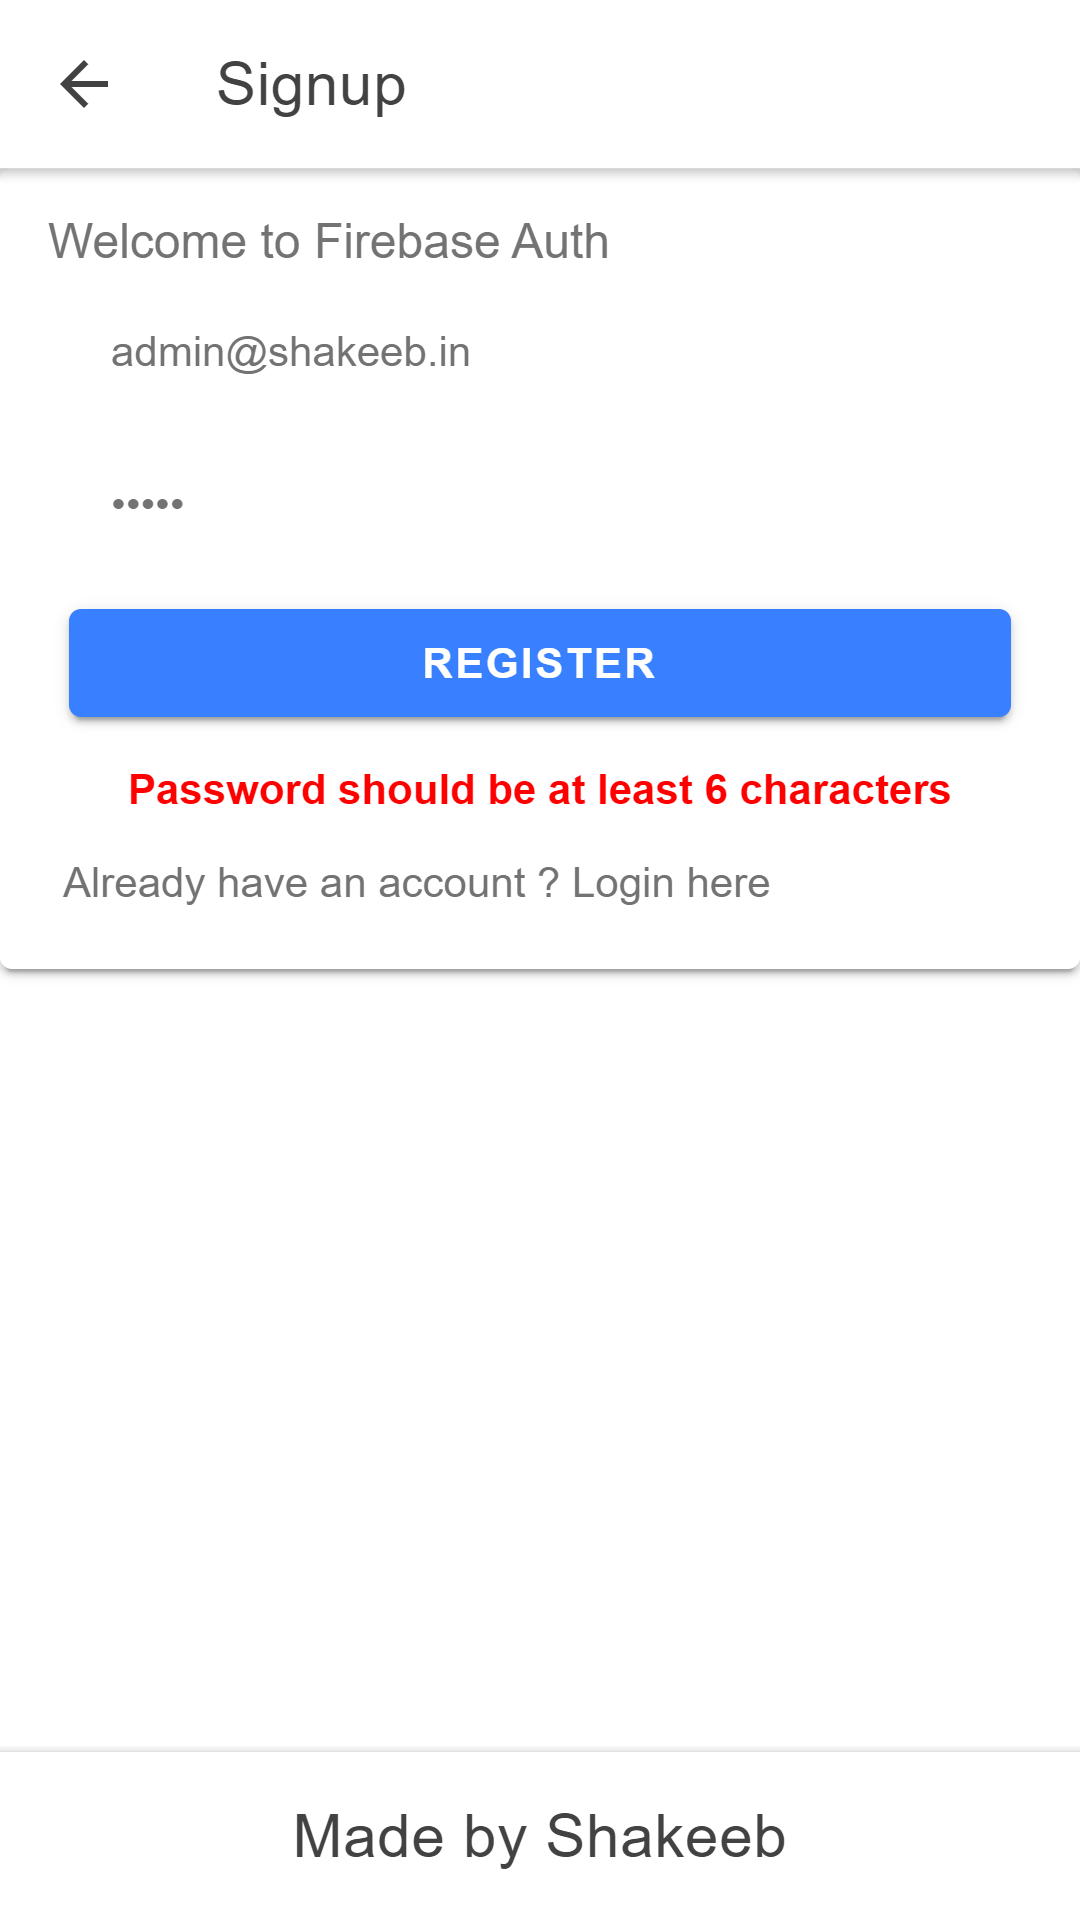 Signup
Welcome to Firebase Auth
admin@shakeeb.in
•••••
REGISTER
Password should be at least 6 characters
Already have an account ? Login here
Made by Shakeeb